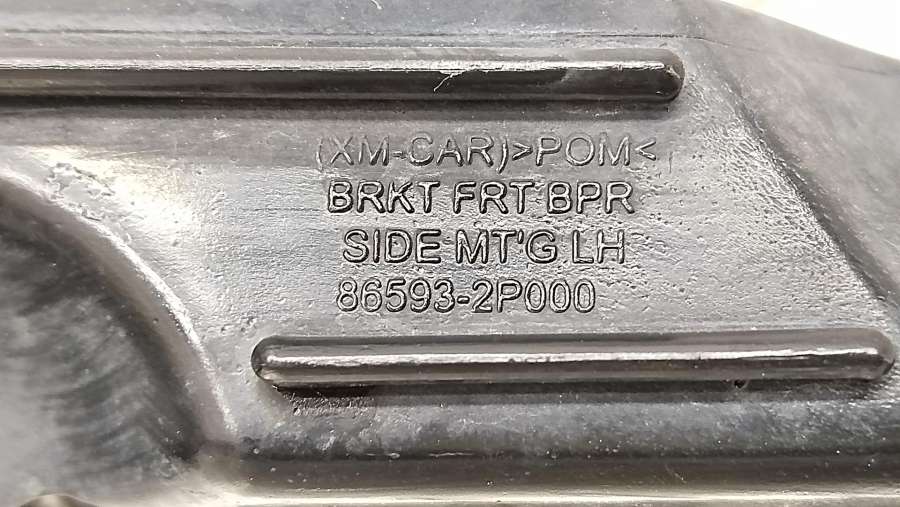 (XM-CAR)>POM<
BRKT FRT BPR
SIDE MT'G LH
86593-2P000